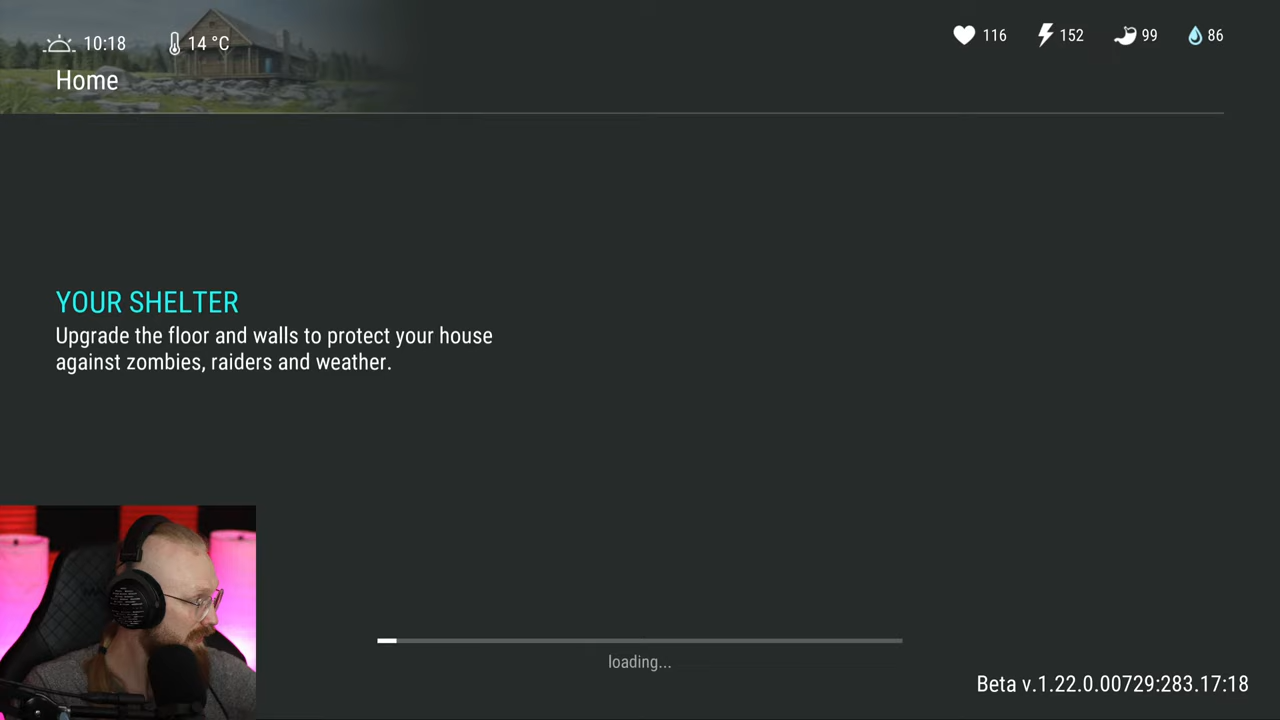 10:18
14 °C
116
152
99
86
Home
YOUR SHELTER
Upgrade the floor and walls to protect your house
against zombies, raiders and weather.
loading...
Beta v.1.22.0.00729:283.17:18